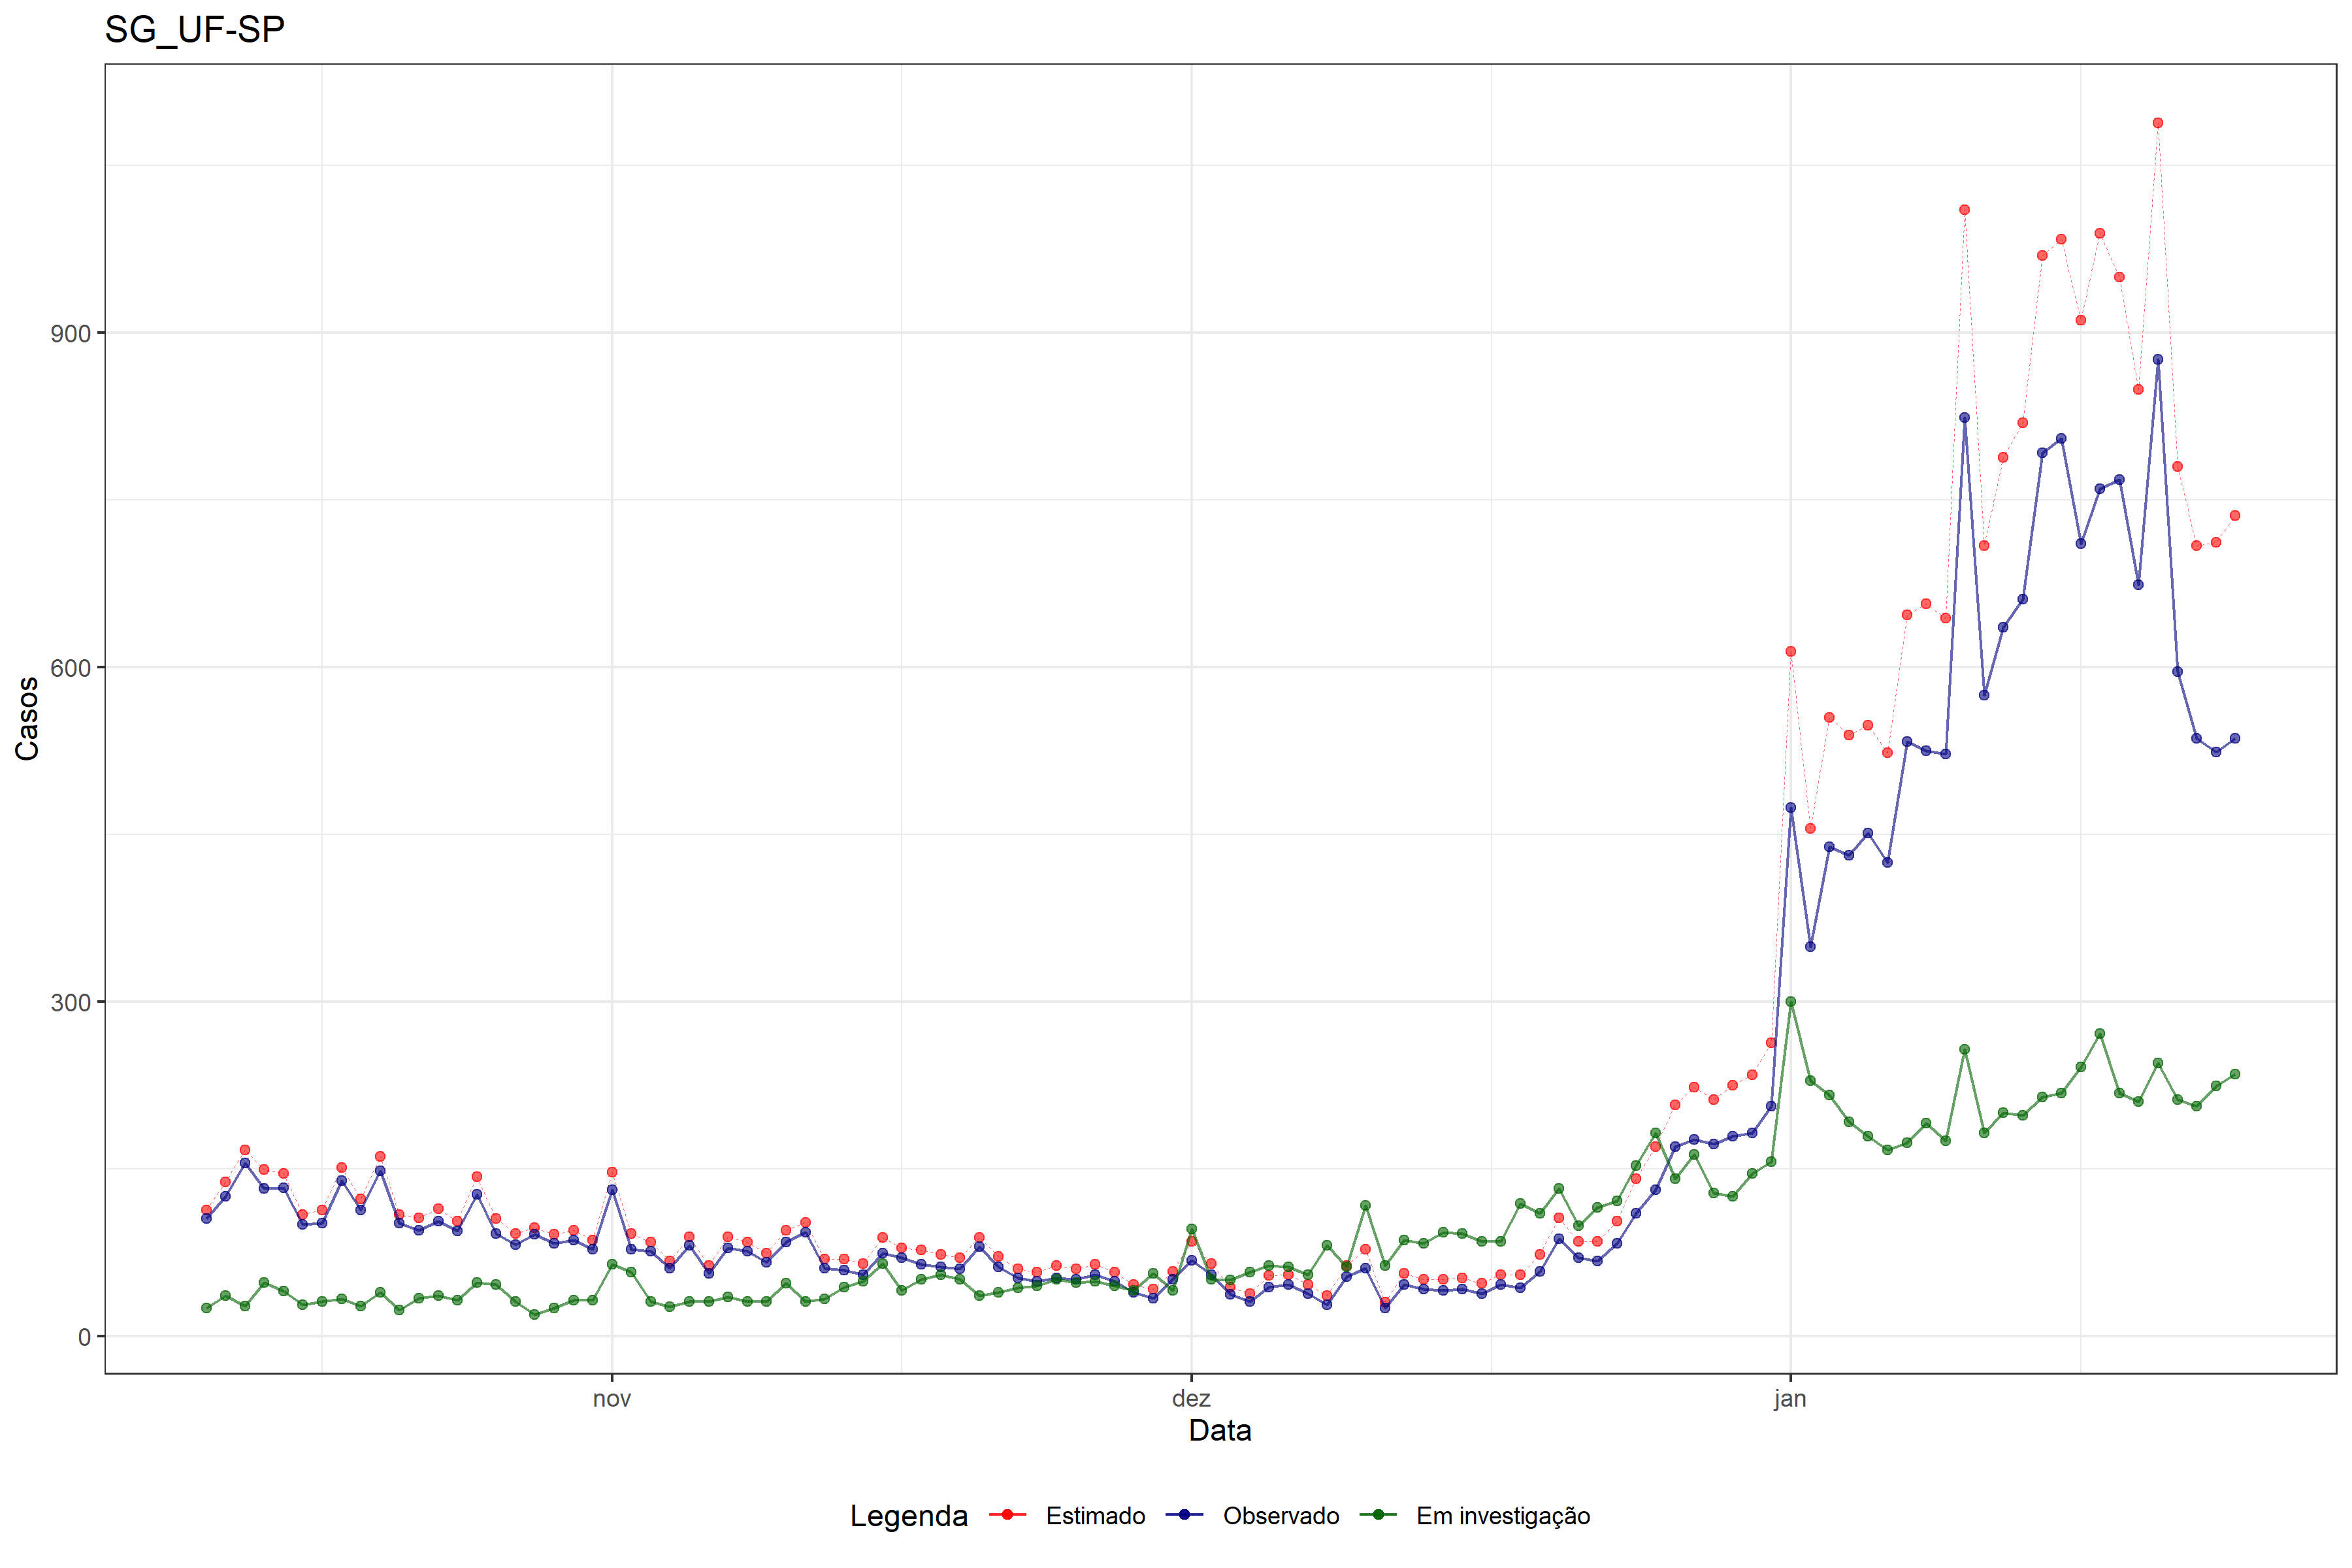 SG_UF-SP
Casos
900
600
300
0
nov dez jan
Data
Legenda Estimado Observado Em investigação